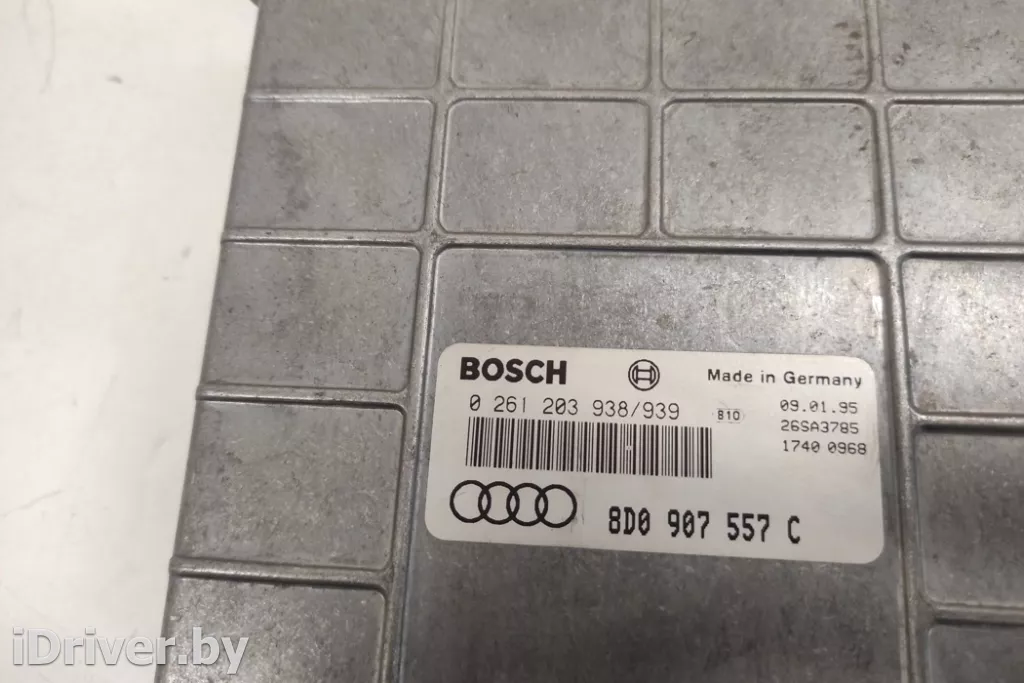 BOSCH
Made in Germany
0 261 203 938/939
B10
09.01.95
26SA3785
1740 0968
8D0 907 557 C
iDriver.by